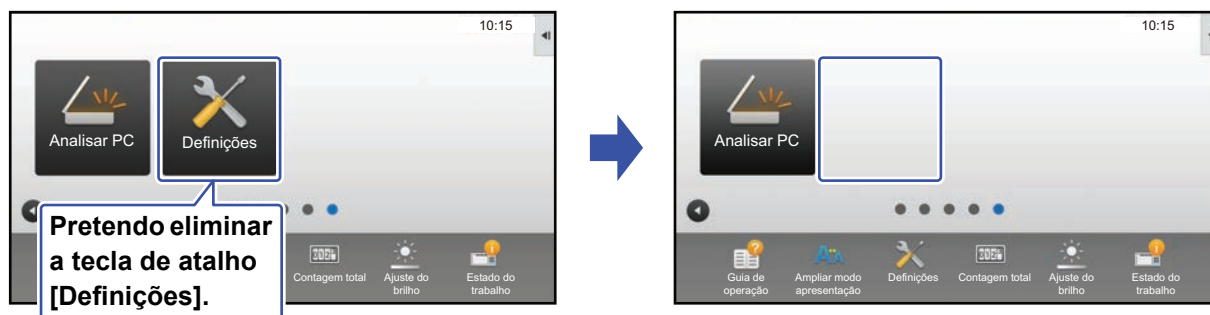 10:15
Analisar PC
Definições
Pretendo eliminar
a tecla de atalho
[Definições].
Contagem total
Ajuste do
brilho
Estado do
trabalho
10:15
Analisar PC
Guia de
operação
Ampliar modo
apresentação
Definições
Contagem total
Ajuste do
brilho
Estado do
trabalho